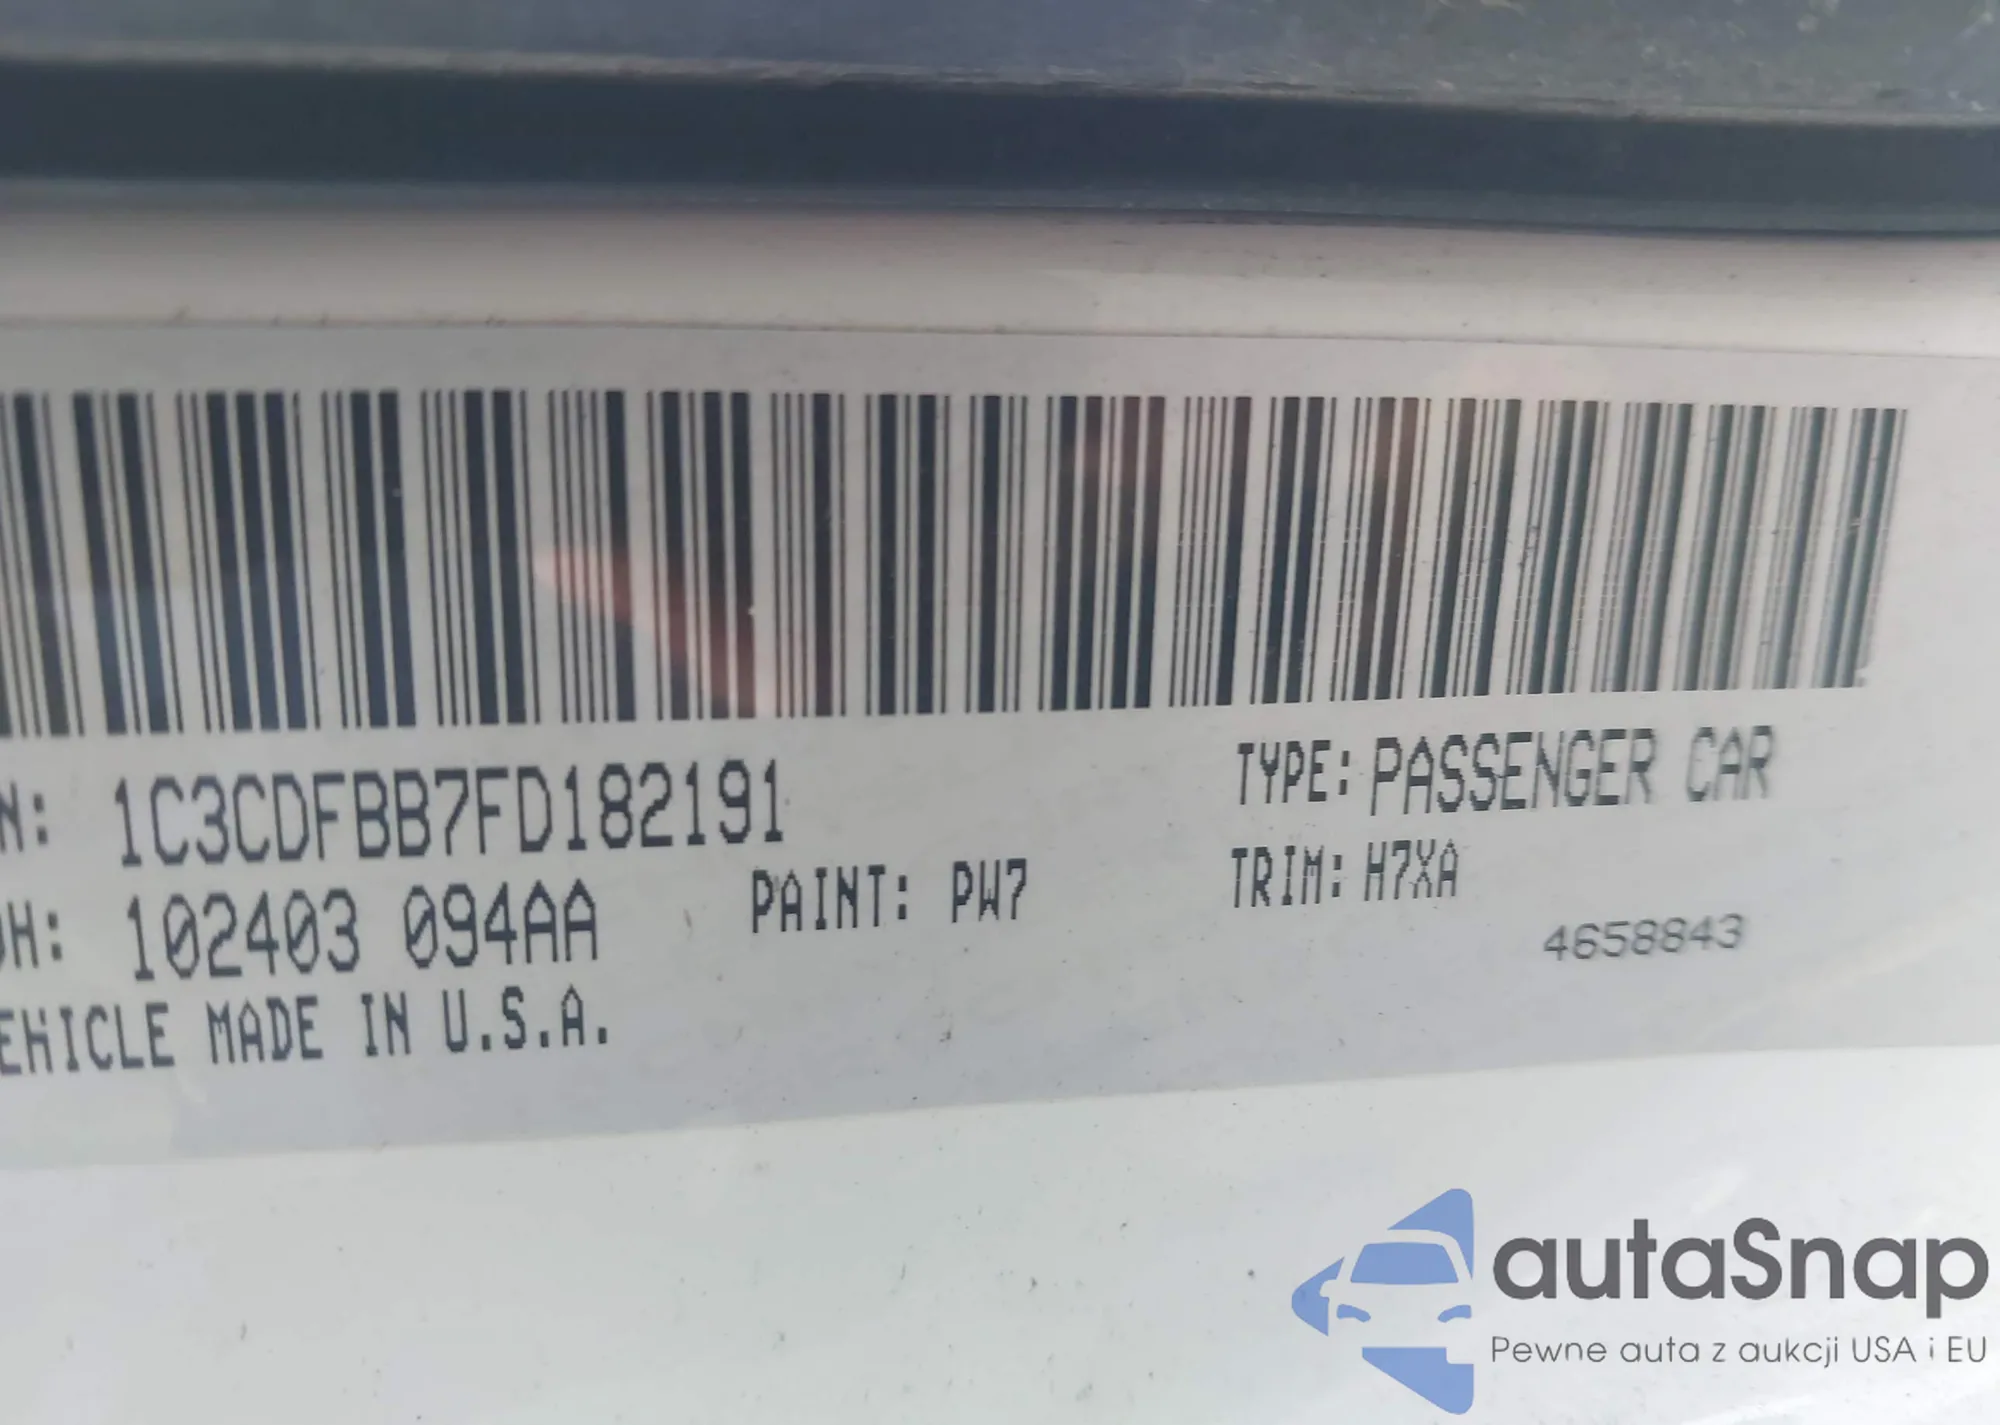 N: 1C3CDFBB7FD182191 TYPE: PASSENGER CAR
H: 102403 094AA PAINT: PW7 TRIM: H7XA
4658843
EHICLE MADE IN U.S.A.
autaSnap
Pewne auta z aukcji USA i EU